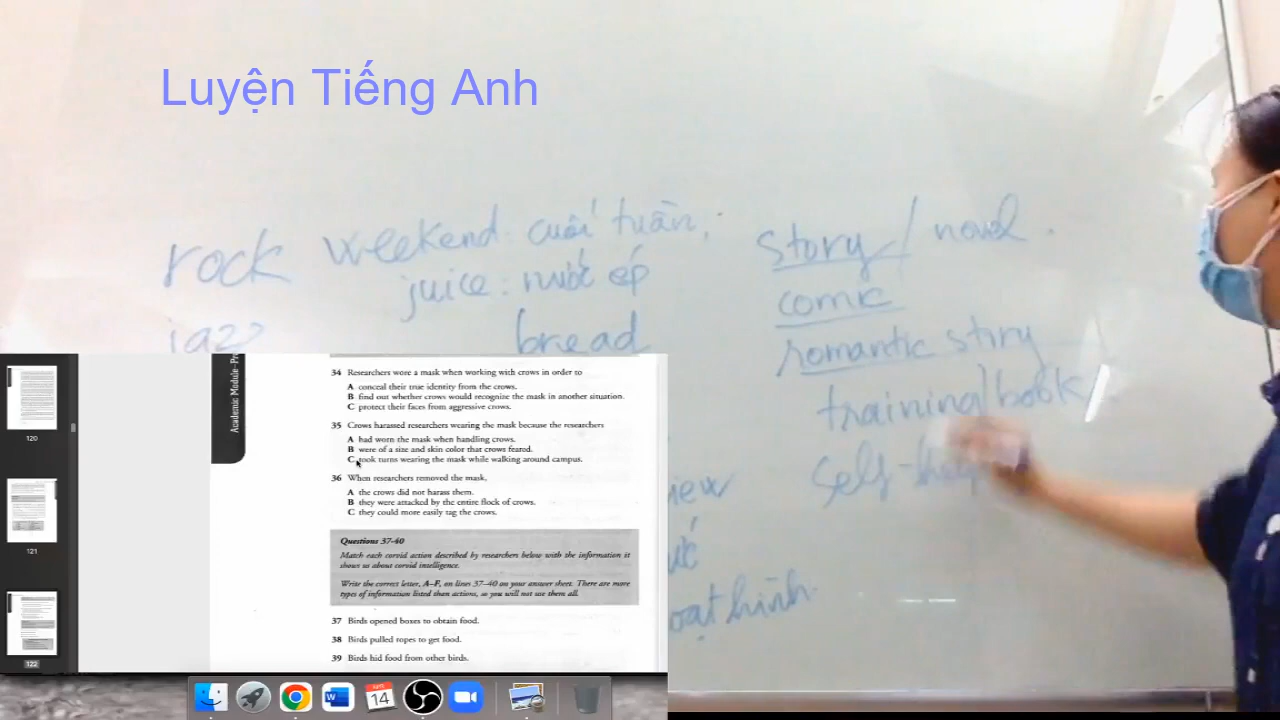 Luyện Tiếng Anh
rock weekend: cuối tuần, story / novel.
juice: nước ép
comic
jazz bread
romantic story
training/book
self-help
Academic Module–Pr
34 Researchers wore a mask when working with crows in order to
A conceal their true identity from the crows.
B find out whether crows would recognize the mask in another situation.
C protect their faces from aggressive crows.
35 Crows harassed researchers wearing the mask because the researchers
A had worn the mask when handling crows.
B were of a size and skin color that crows feared.
C took turns wearing the mask while walking around campus.
36 When researchers removed the mask,
A the crows did not harass them.
B they were attacked by the entire flock of crows.
C they could more easily tag the crows.
Questions 37–40
Match each corvid action described by researchers below with the information it
shows us about corvid intelligence.
Write the correct letter, A–F, on lines 37–40 on your answer sheet. There are more
types of information listed than actions, so you will not use them all.
37 Birds opened boxes to obtain food.
38 Birds pulled ropes to get food.
39 Birds hid food from other birds.
120
121
122
iew
ức
oạt hình.
14